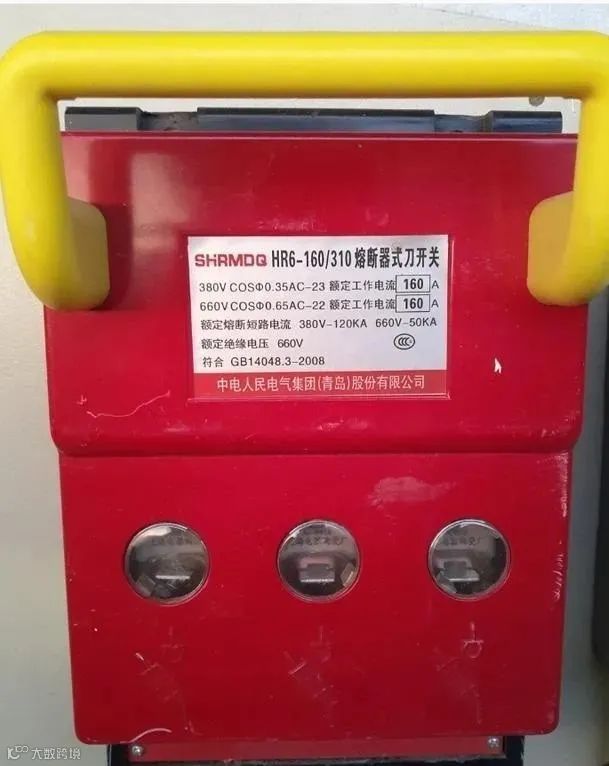 SHRMDQ HR6-160/310 熔断器式刀开关
380V COSΦ0.35AC-23 额定工作电流 160 A
660V COSΦ0.65AC-22 额定工作电流 160 A
额定熔断短路电流 380V-120KA 660V-50KA
额定绝缘电压 660V
符合 GB14048.3-2008
中电人民电气集团(青岛)股份有限公司
大数跨境